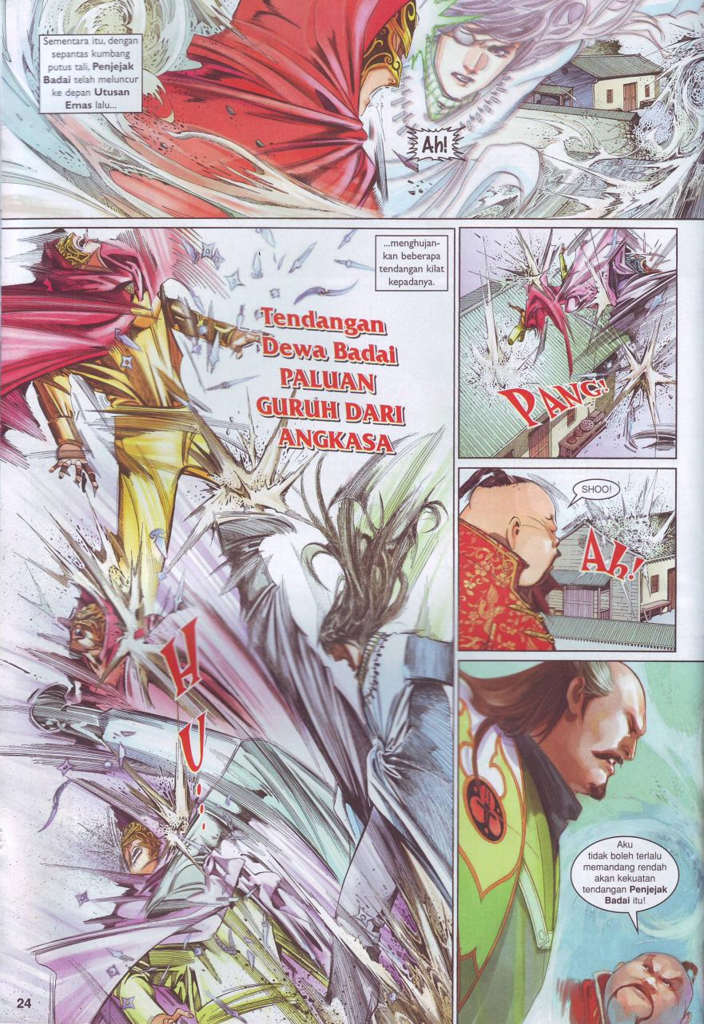 Sementara itu, dengan
sepantas kumbang
putus tali, Penjejak
Badai selah meluncur
ke depan Utusan
Emas lalu...
Ah!
...menghujan-
kan beberapa
tendangan kilat
kepadanya.
Tendangan
Dewa Badai
PALUAN
GURUH DARI
ANGKASA
HU...
PANG!
SHOO!
Ah!
Aku
tidak boleh terlalu
memandang rendah
akan kekuatan
tendangan Penjejak
Badai itu!
24